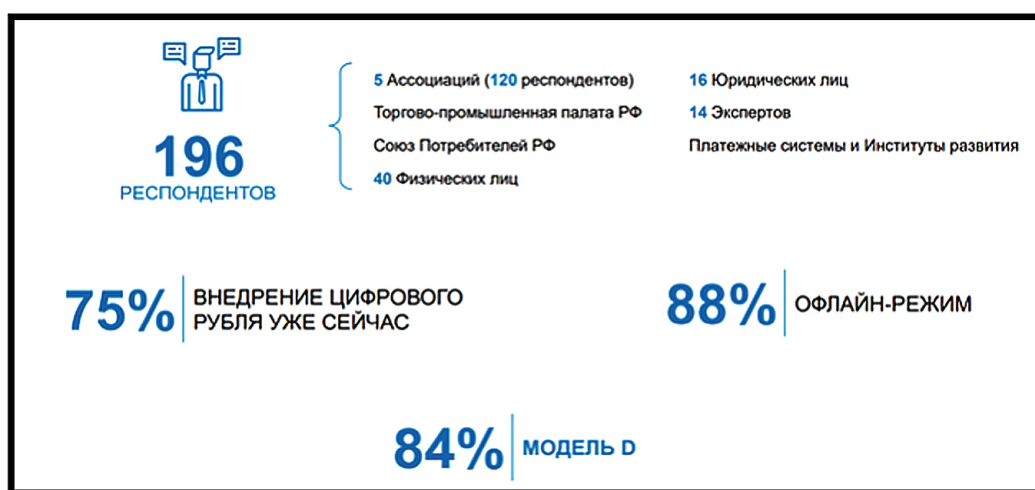 196
РЕСПОНДЕНТОВ
5 Ассоциаций (120 респондентов)
Торгово-промышленная палата РФ
Союз Потребителей РФ
40 Физических лиц
16 Юридических лиц
14 Экспертов
Платежные системы и Институты развития
75%
ВНЕДРЕНИЕ ЦИФРОВОГО
РУБЛЯ УЖЕ СЕЙЧАС
88%
ОФЛАЙН-РЕЖИМ
84%
МОДЕЛЬ D